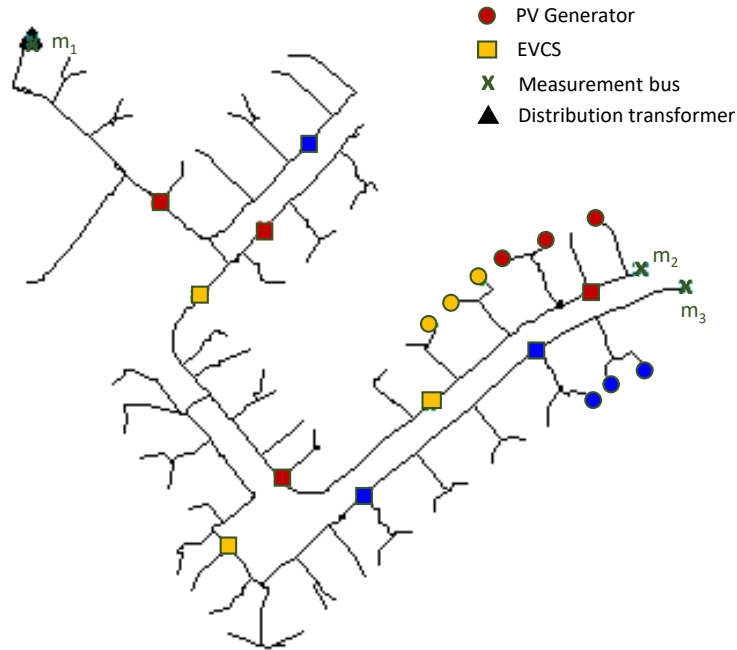 PV Generator
m₁
EVCS
x Measurement bus
Distribution transformer
m₂
m₃